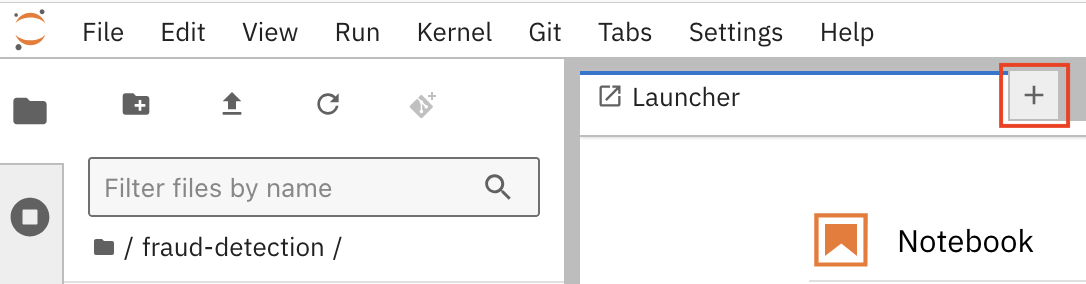 File Edit View Run Kernel Git Tabs Settings Help
Launcher
Filter files by name
/ fraud-detection /
Notebook